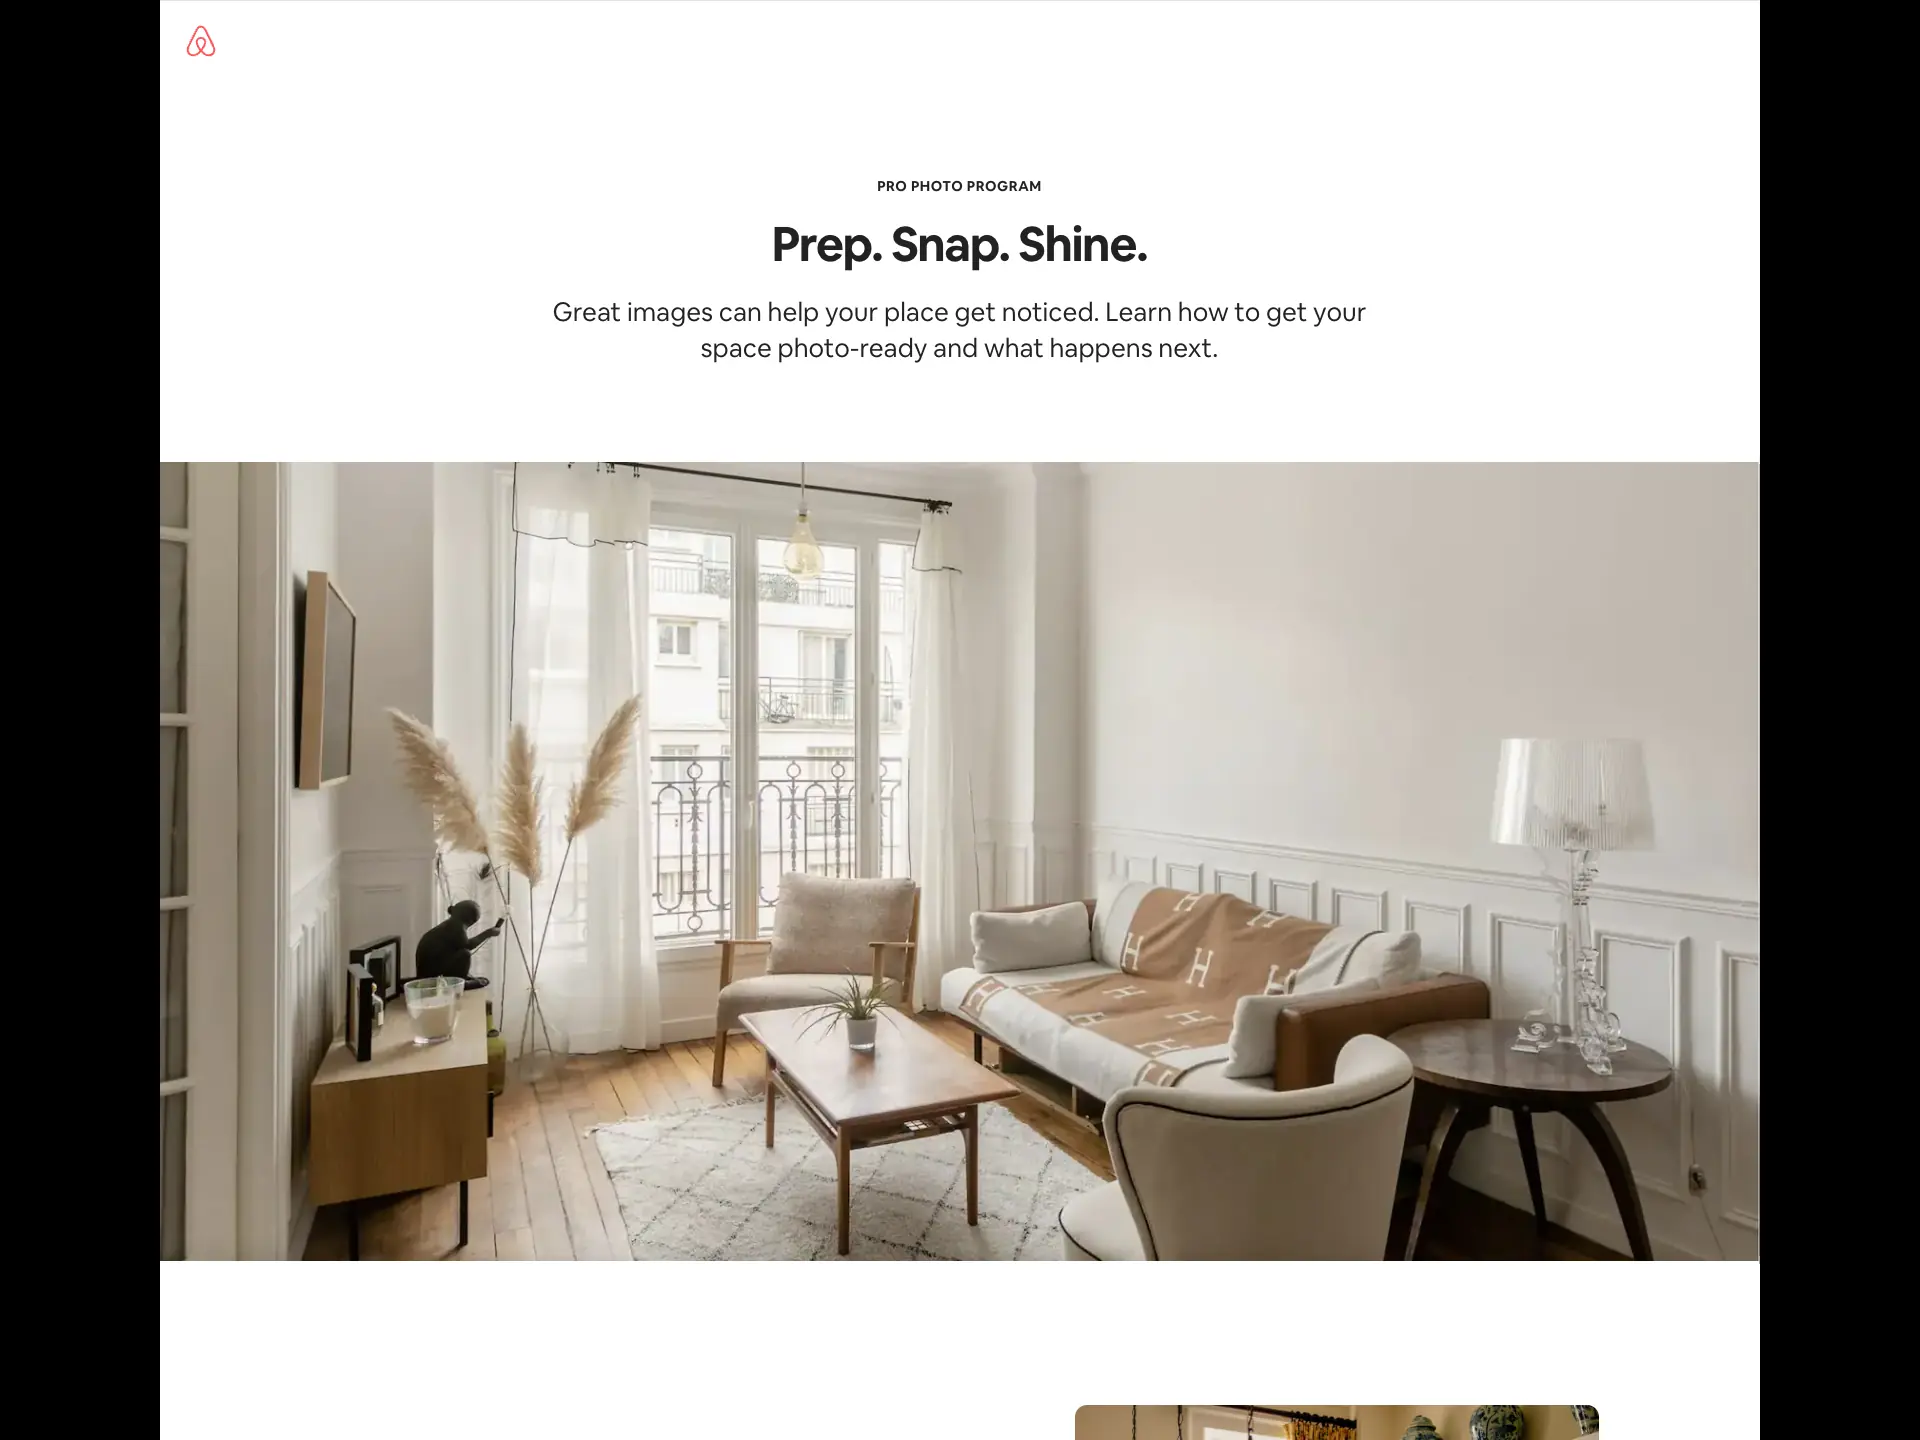 PRO PHOTO PROGRAM
Prep. Snap. Shine.
Great images can help your place get noticed. Learn how to get your
space photo-ready and what happens next.
H
H
H
H
H
H
H
H
H